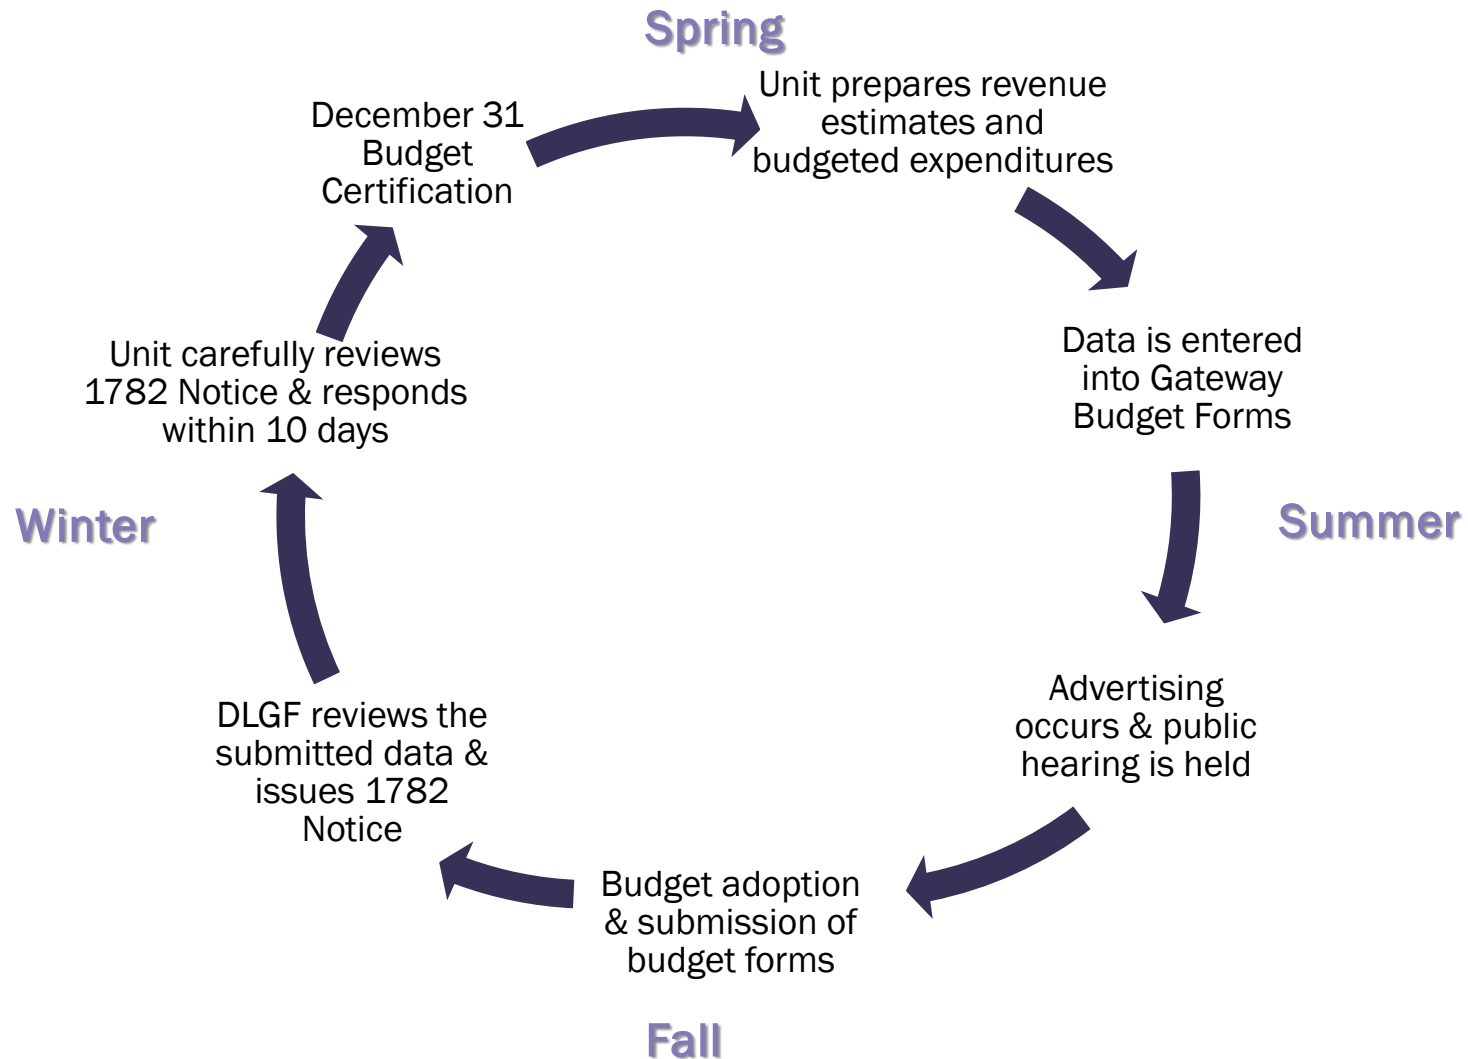 Spring
Unit prepares revenue
estimates and
budgeted expenditures
Data is entered
into Gateway
Budget Forms
Summer
Advertising
occurs & public
hearing is held
Budget adoption
& submission of
budget forms
Fall
DLGF reviews the
submitted data &
issues 1782
Notice
Winter
Unit carefully reviews
1782 Notice & responds
within 10 days
December 31
Budget
Certification